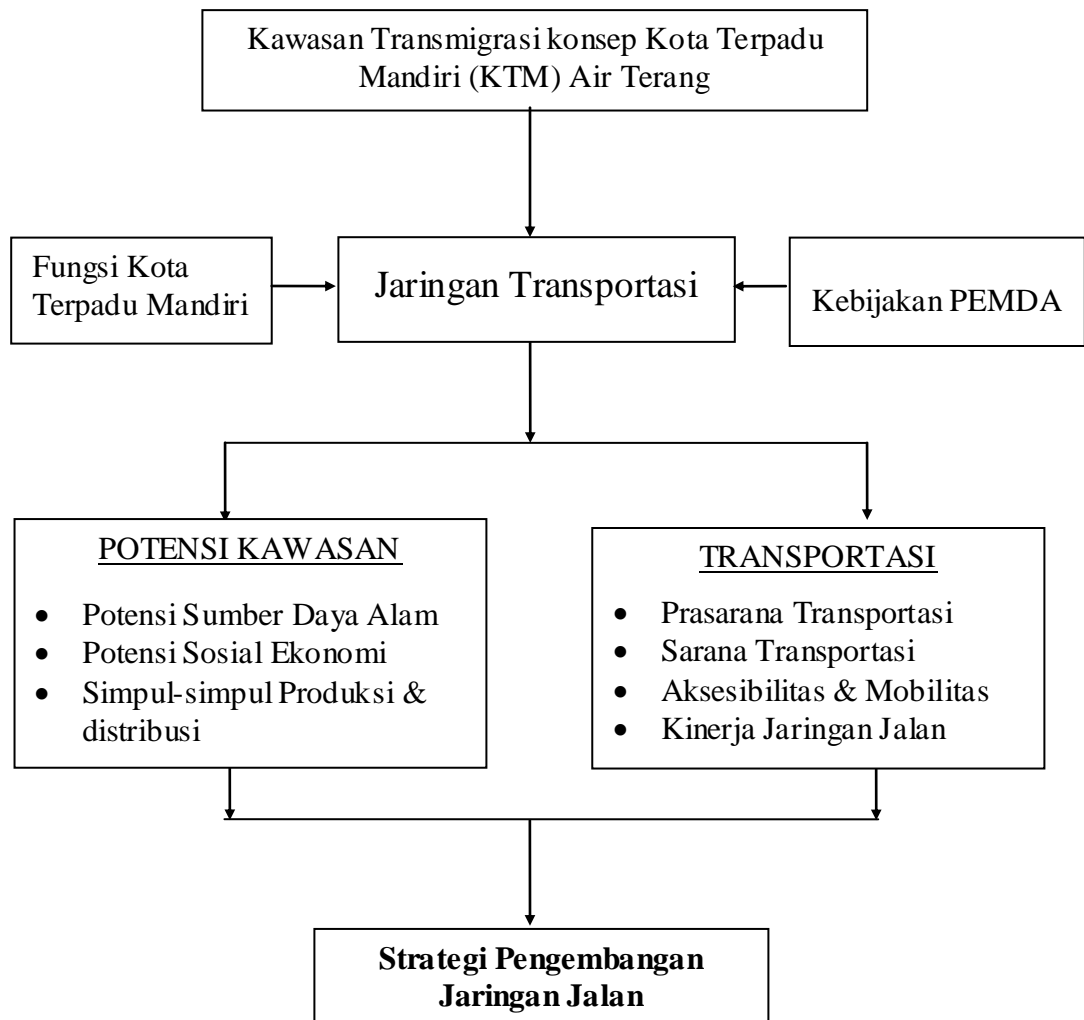 Kawasan Transmigrasi konsep Kota Terpadu
Mandiri (KTM) Air Terang
Fungsi Kota
Terpadu Mandiri
Jaringan Transportasi
Kebijakan PEMDA
POTENSI KAWASAN
• Potensi Sumber Daya Alam
• Potensi Sosial Ekonomi
• Simpul-simpul Produksi &
distribusi
TRANSPORTASI
• Prasarana Transportasi
• Sarana Transportasi
• Aksesibilitas & Mobilitas
• Kinerja Jaringan Jalan
Strategi Pengembangan
Jaringan Jalan